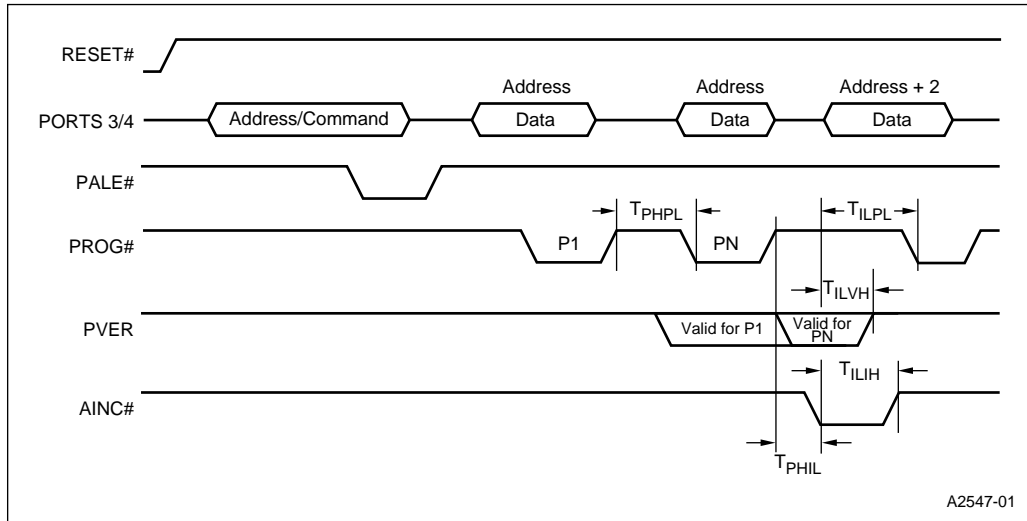 RESET#
Address Address Address + 2
PORTS 3/4 Address/Command Data Data Data
PALE#
TPHPL TILPL
PROG# P1 PN
TILVH
PVER Valid for P1 Valid for
PN
TILIH
AINC#
TPHIL
A2547-01